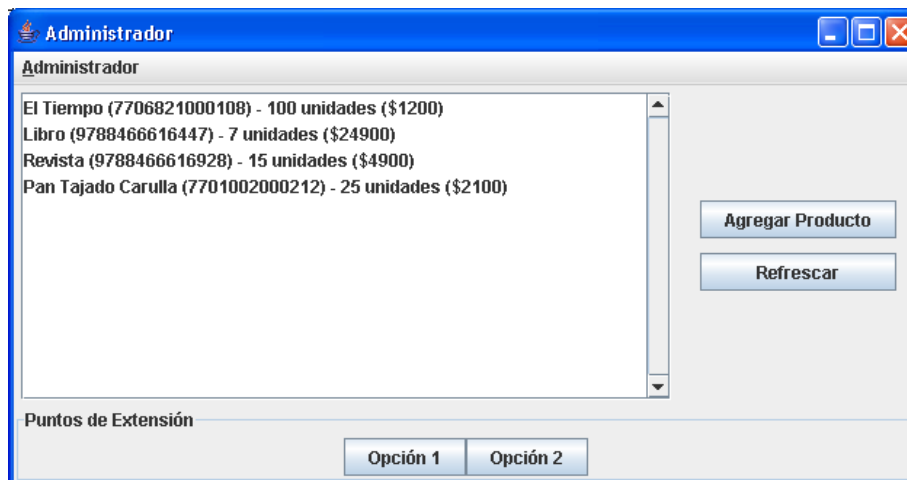 Administrador
Administrador
El Tiempo (7706821000108) - 100 unidades ($1200)
Libro (9788466616447) - 7 unidades ($24900)
Revista (9788466616928) - 15 unidades ($4900)
Pan Tajado Carulla (7701002000212) - 25 unidades ($2100)
Agregar Producto
Refrescar
Puntos de Extensión
Opción 1 Opción 2